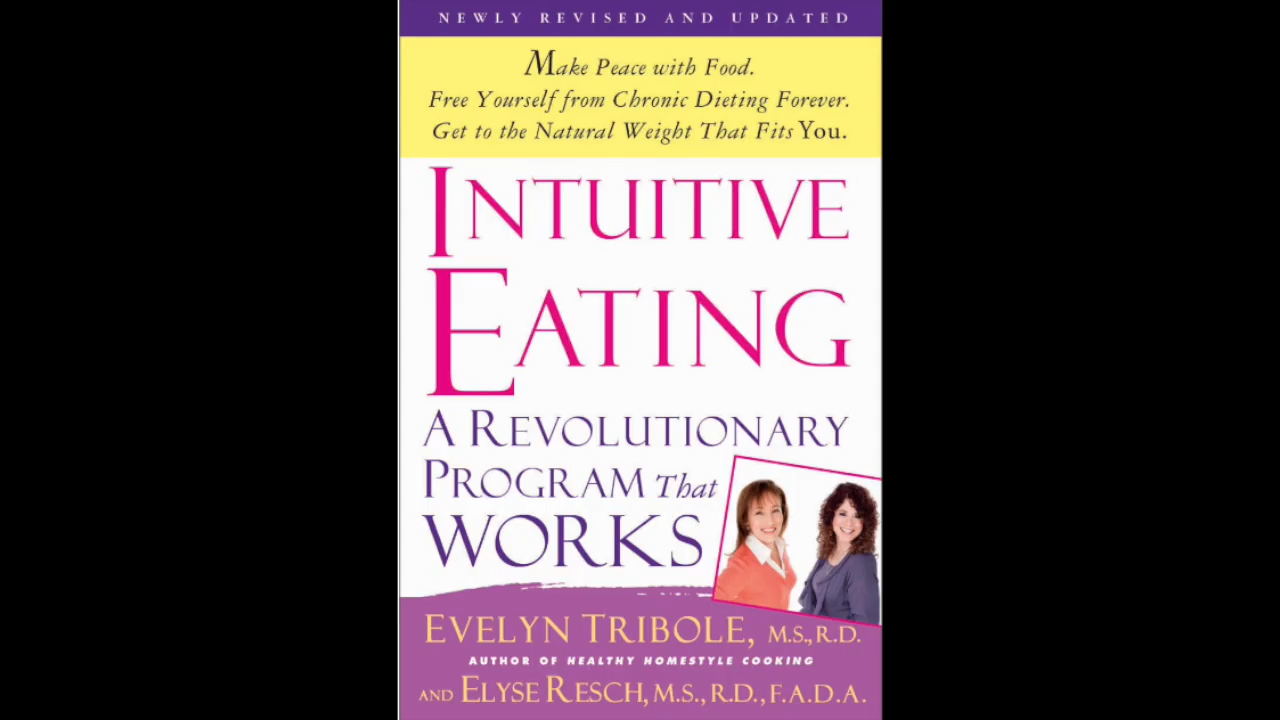 NEWLY REVISED AND UPDATED
Make Peace with Food.
Free Yourself from Chronic Dieting Forever.
Get to the Natural Weight That Fits You.
INTUITIVE
EATING
A REVOLUTIONARY
PROGRAM That
WORKS
EVELYN TRIBOLE, M.S., R.D.
AUTHOR OF HEALTHY HOMESTYLE COOKING
AND ELYSE RESCH, M.S., R.D., F.A.D.A.